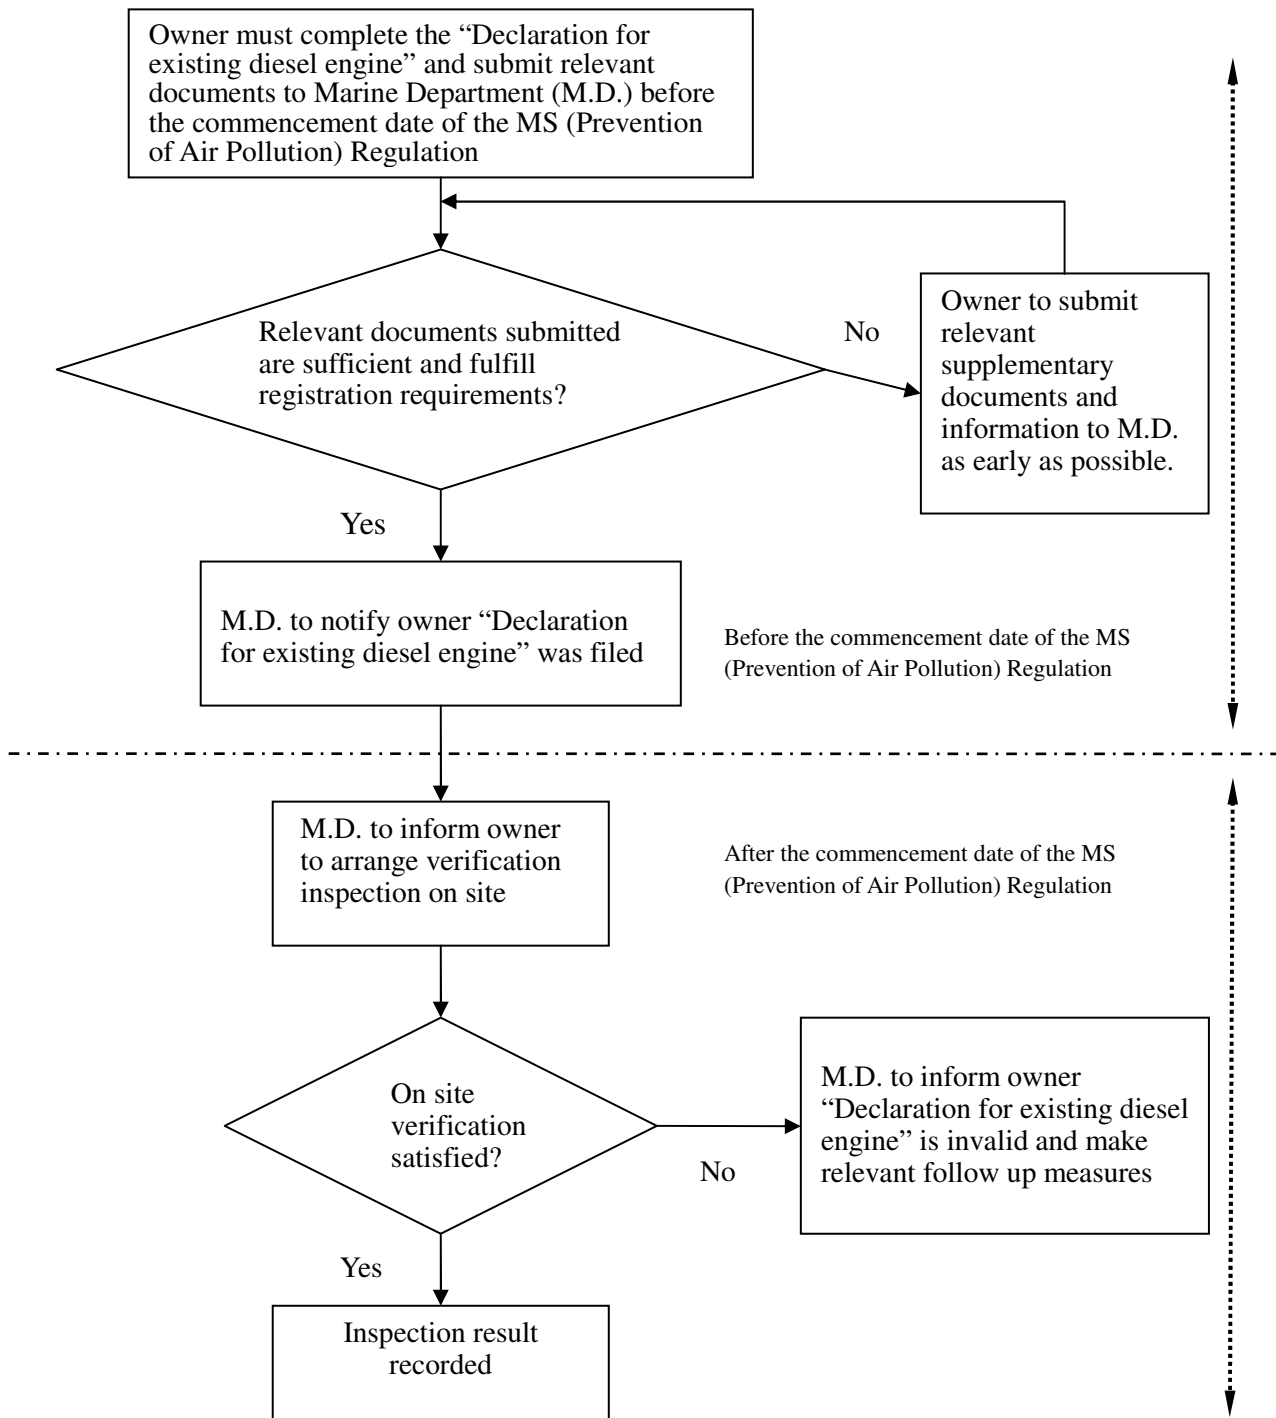 Owner must complete the “Declaration for
existing diesel engine” and submit relevant
documents to Marine Department (M.D.) before
the commencement date of the MS (Prevention
of Air Pollution) Regulation
Relevant documents submitted
are sufficient and fulfill
registration requirements?
No
Owner to submit
relevant
supplementary
documents and
information to M.D.
as early as possible.
Yes
M.D. to notify owner “Declaration
for existing diesel engine” was filed
Before the commencement date of the MS
(Prevention of Air Pollution) Regulation
M.D. to inform owner
to arrange verification
inspection on site
After the commencement date of the MS
(Prevention of Air Pollution) Regulation
On site
verification
satisfied?
No
M.D. to inform owner
“Declaration for existing diesel
engine” is invalid and make
relevant follow up measures
Yes
Inspection result
recorded